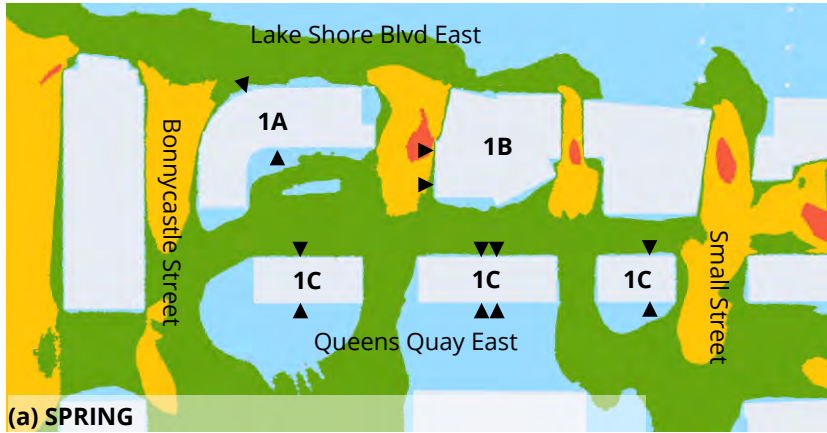 Lake Shore Blvd East
1A
1B
Bonnycastle Street
Small Street
1C
1C
1C
Queens Quay East
(a) SPRING